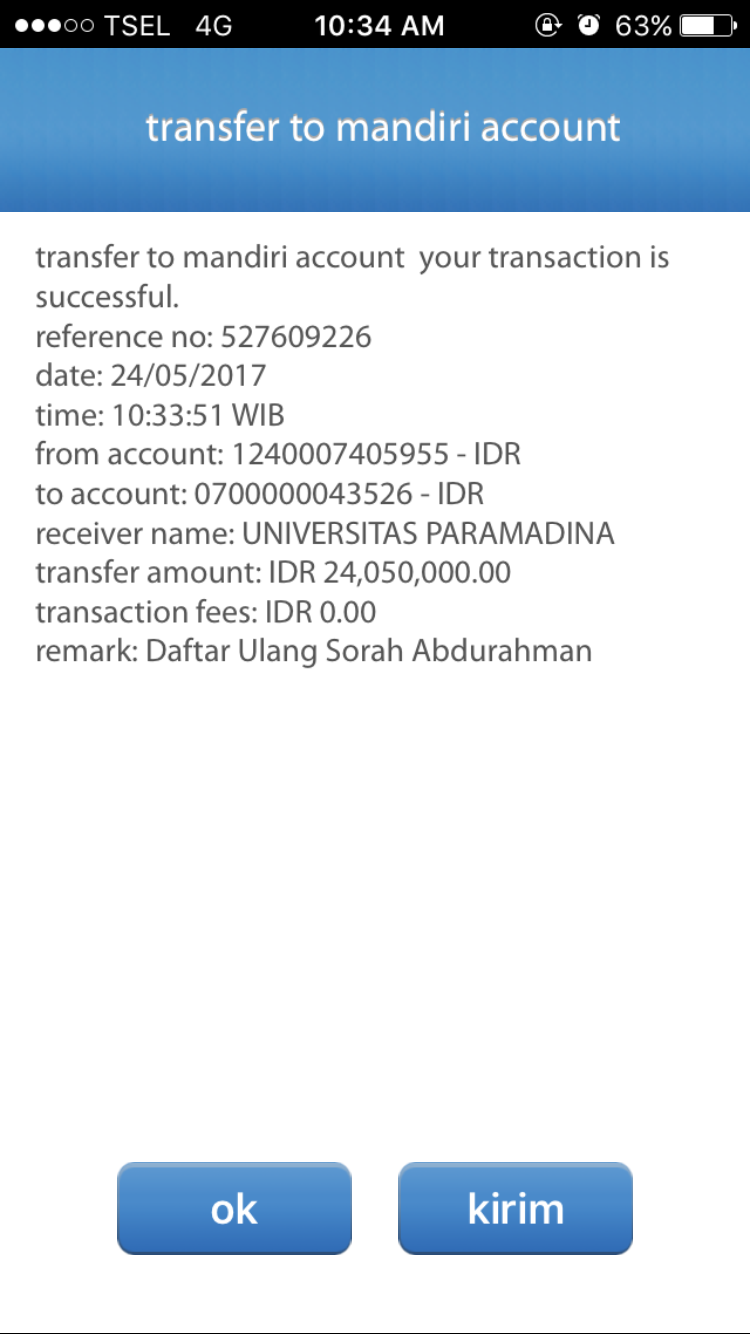 TSEL 4G 10:34 AM 63%
transfer to mandiri account
transfer to mandiri account  your transaction is
successful.
reference no: 527609226
date: 24/05/2017
time: 10:33:51 WIB
from account: 1240007405955 - IDR
to account: 0700000043526 - IDR
receiver name: UNIVERSITAS PARAMADINA
transfer amount: IDR 24,050,000.00
transaction fees: IDR 0.00
remark: Daftar Ulang Sorah Abdurahman
ok kirim